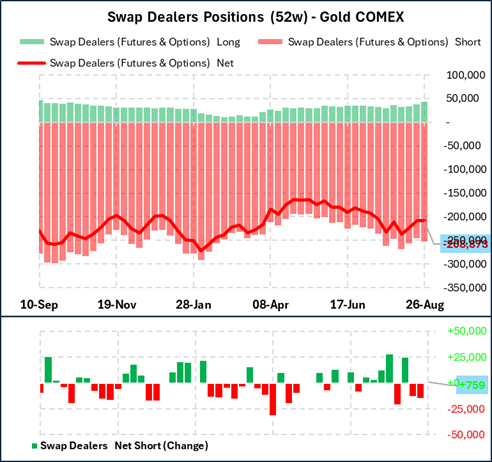 Swap Dealers Positions (52w) - Gold COMEX
Swap Dealers (Futures & Options) Long
Swap Dealers (Futures & Options) Short
Swap Dealers (Futures & Options) Net
100,000
50,000
-
-50,000
-100,000
-150,000
-200,000
-250,000
-208,873
-300,000
-350,000
10-Sep 19-Nov 28-Jan 08-Apr 17-Jun 26-Aug
+50,000
+25,000
+0
+759
-25,000
-50,000
Swap Dealers Net Short (Change)